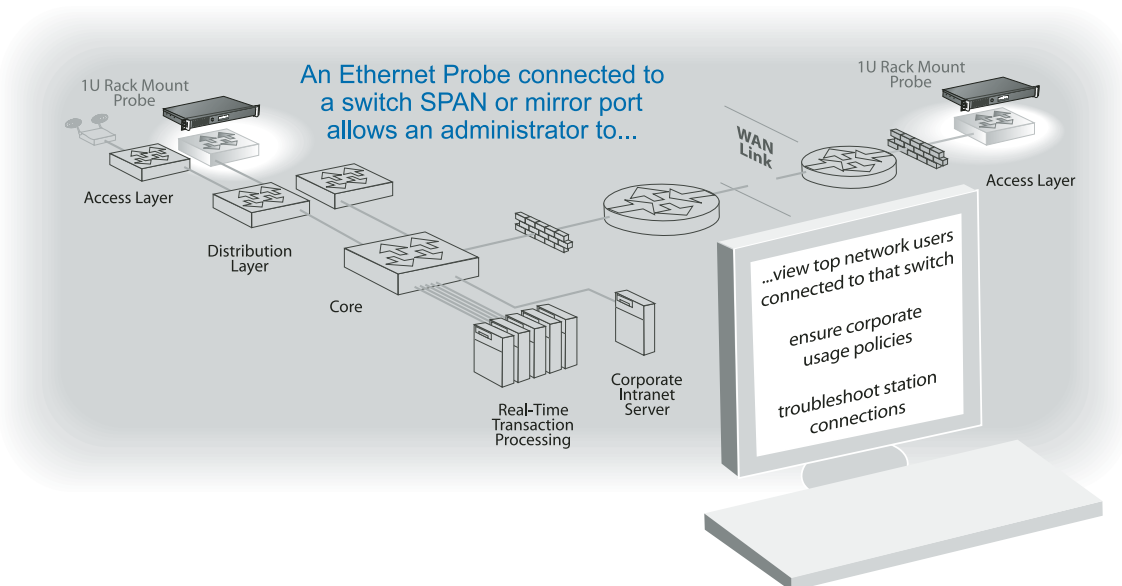 An Ethernet Probe connected to
a switch SPAN or mirror port
allows an administrator to...
1U Rack Mount
Probe
1U Rack Mount
Probe
WAN
Link
Access Layer
Access Layer
Distribution
Layer
Core
Real-Time
Transaction
Processing
Corporate
Intranet
Server
...view top network users
connected to that switch
ensure corporate
usage policies
troubleshoot station
connections